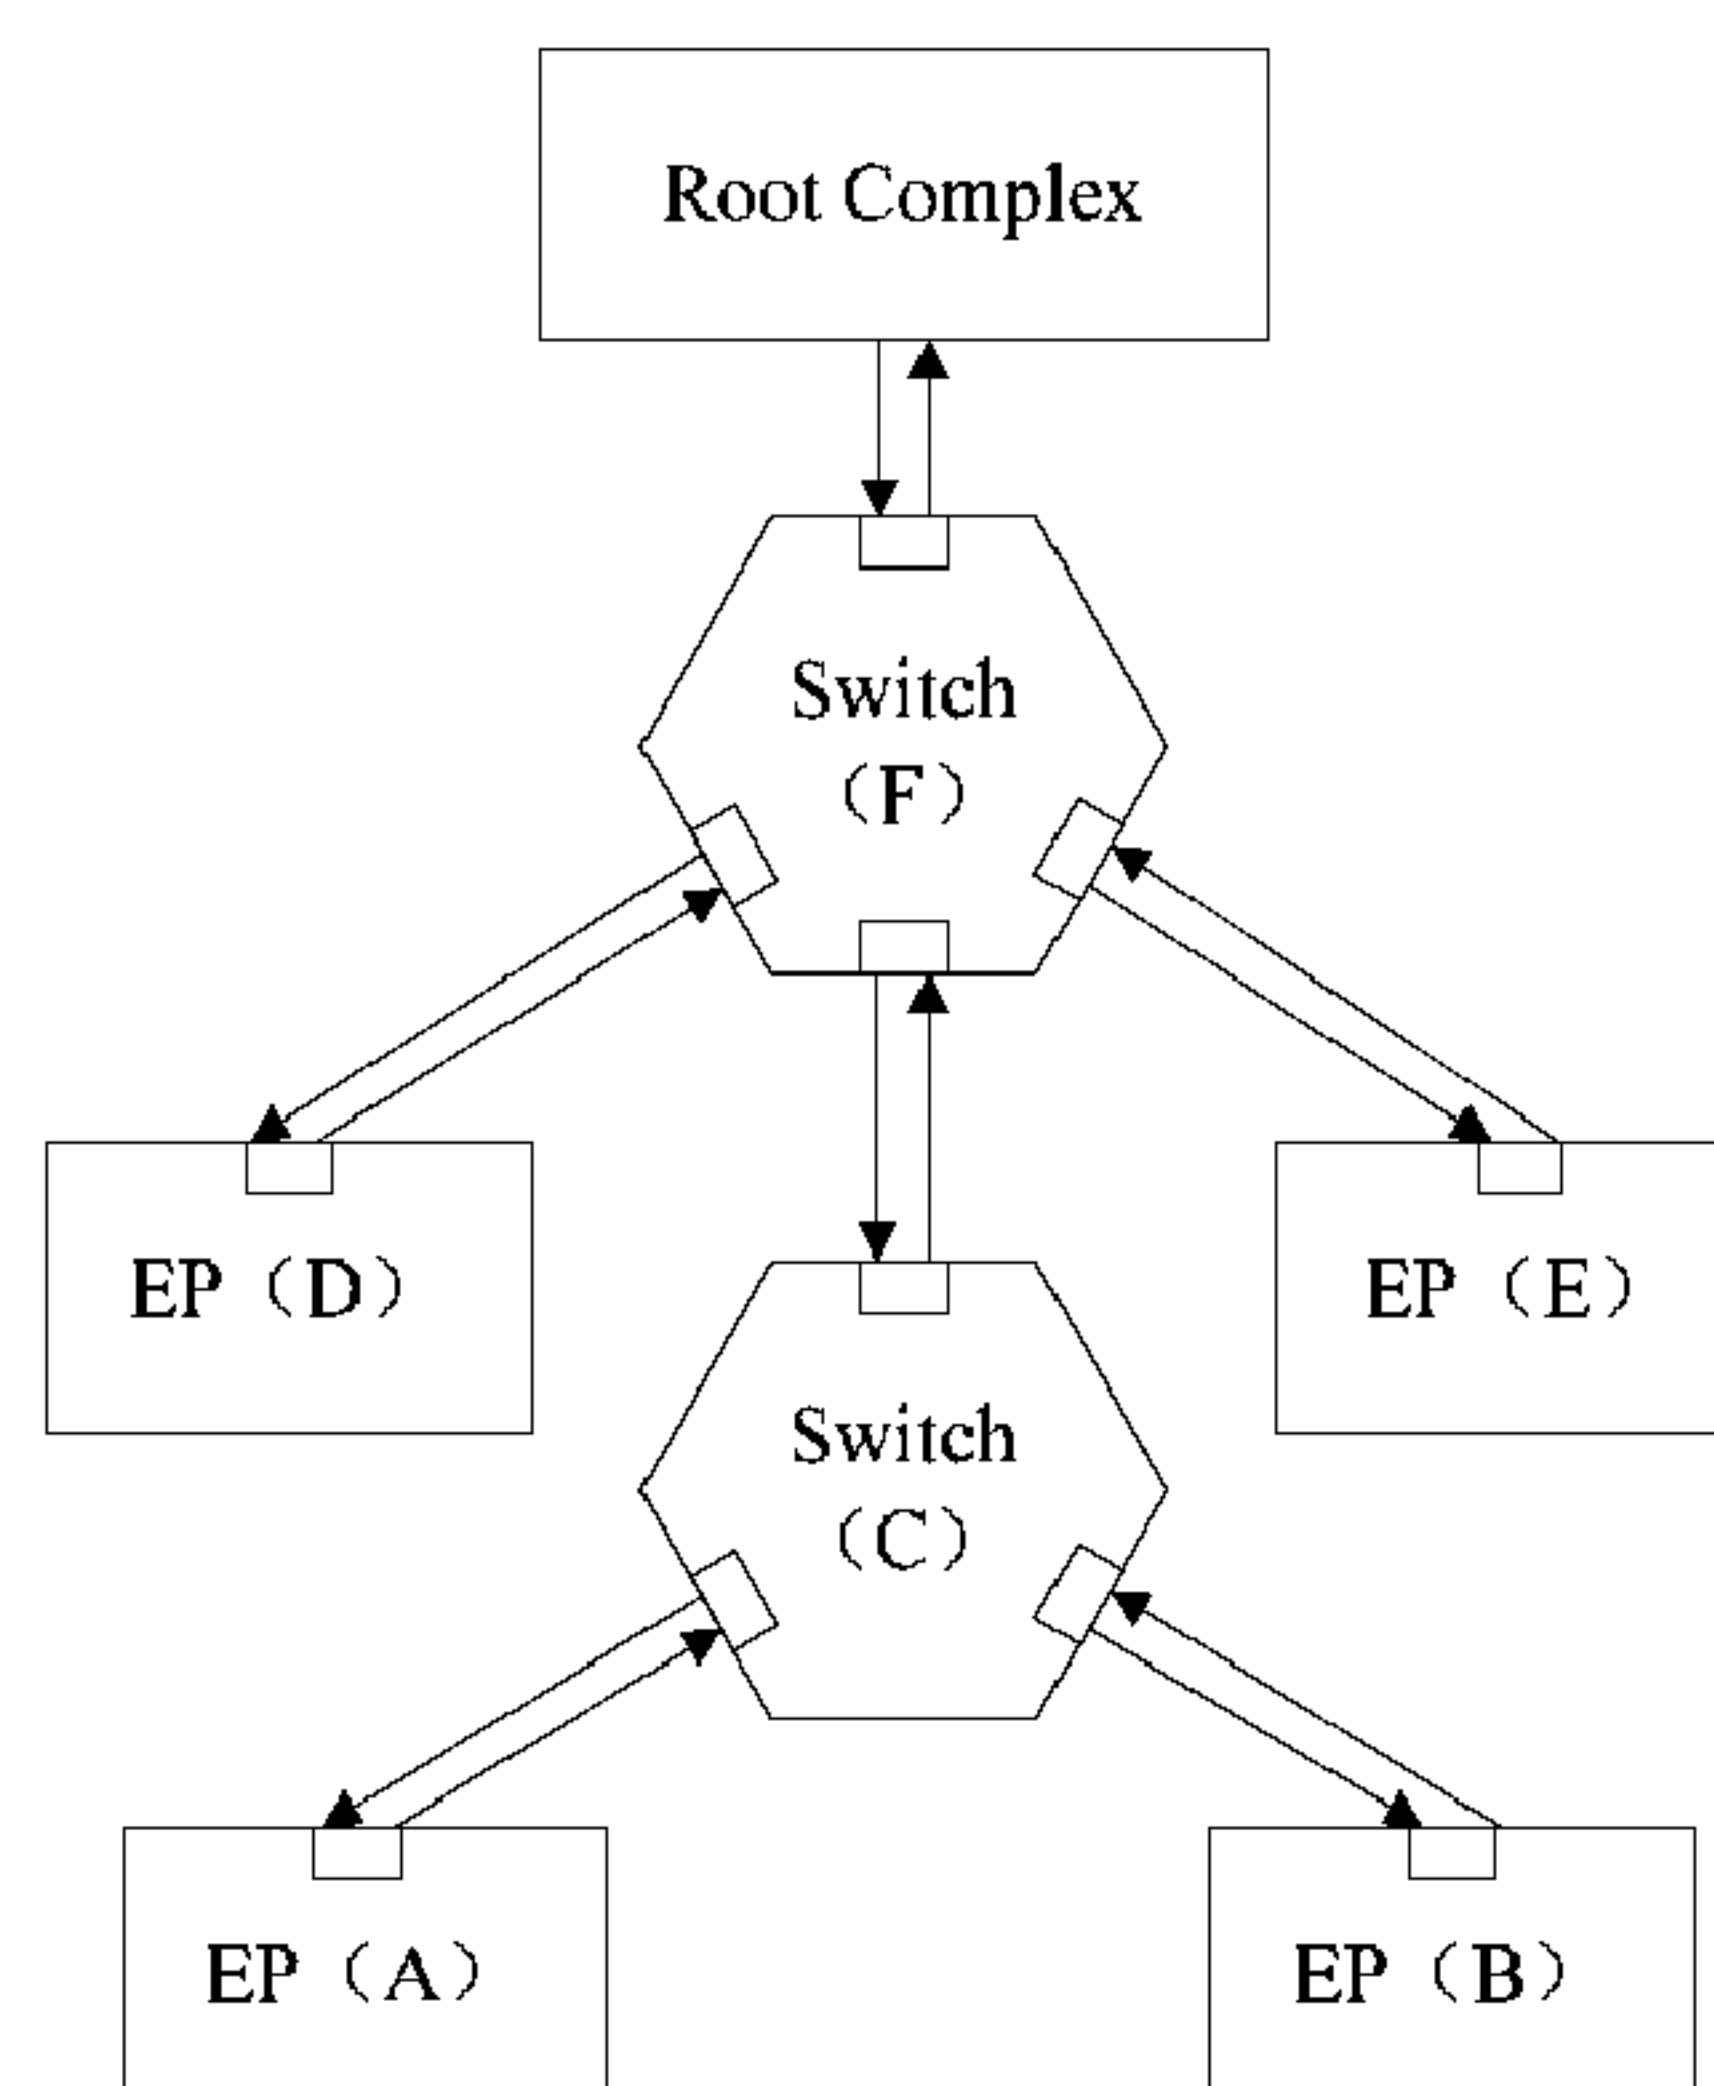 Root Complex
Switch
（F）
EP（D）
EP（E）
Switch
（C）
EP（A）
EP（B）